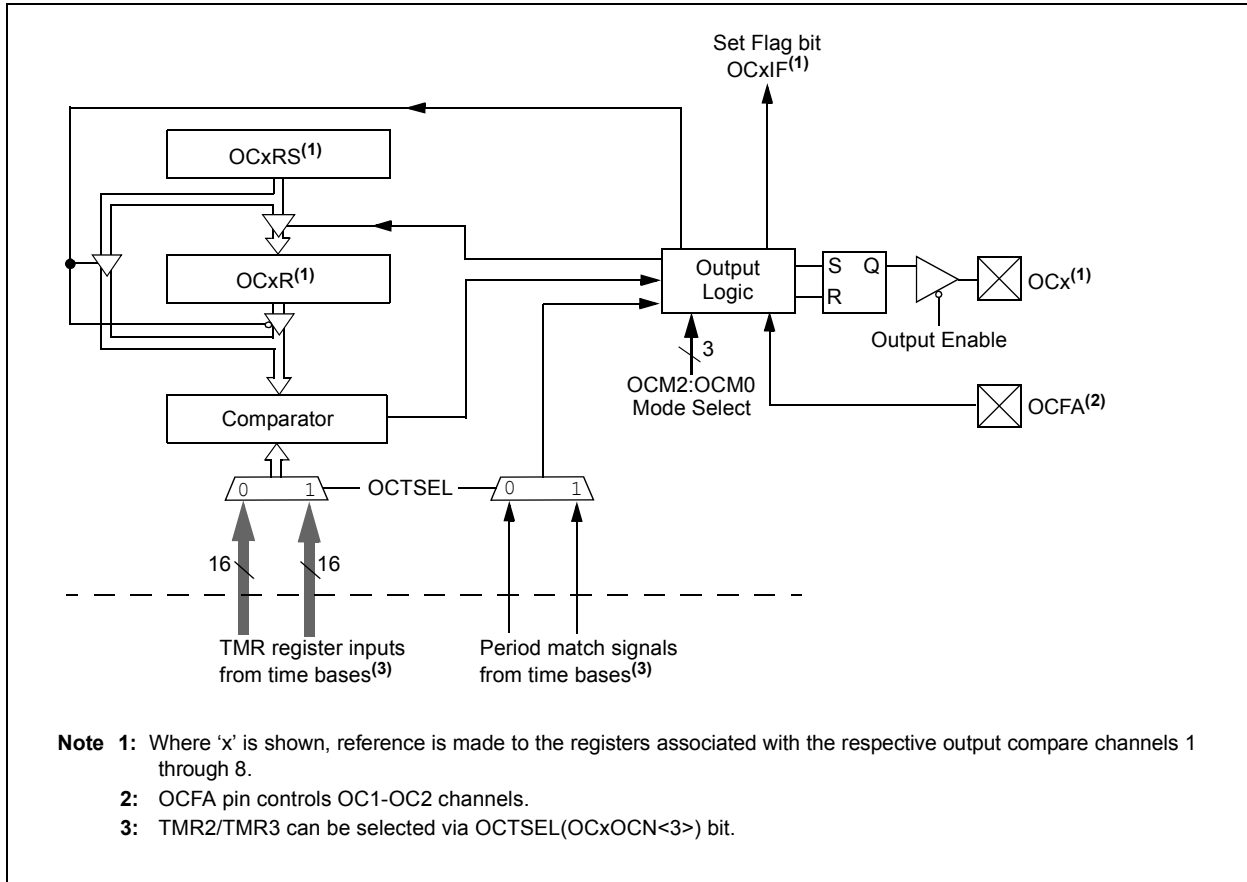 Set Flag bit
OCxIF(1)
OCxRS(1)
OCxR(1)
Output
Logic
S Q
R
OCx(1)
Output Enable
3
OCM2:OCM0
Mode Select
OCFA(2)
Comparator
0 1
OCTSEL
0 1
16
16
TMR register inputs
from time bases(3)
Period match signals
from time bases(3)
Note 1: Where ‘x’ is shown, reference is made to the registers associated with the respective output compare channels 1
through 8.
2: OCFA pin controls OC1-OC2 channels.
3: TMR2/TMR3 can be selected via OCTSEL(OCxOCN<3>) bit.